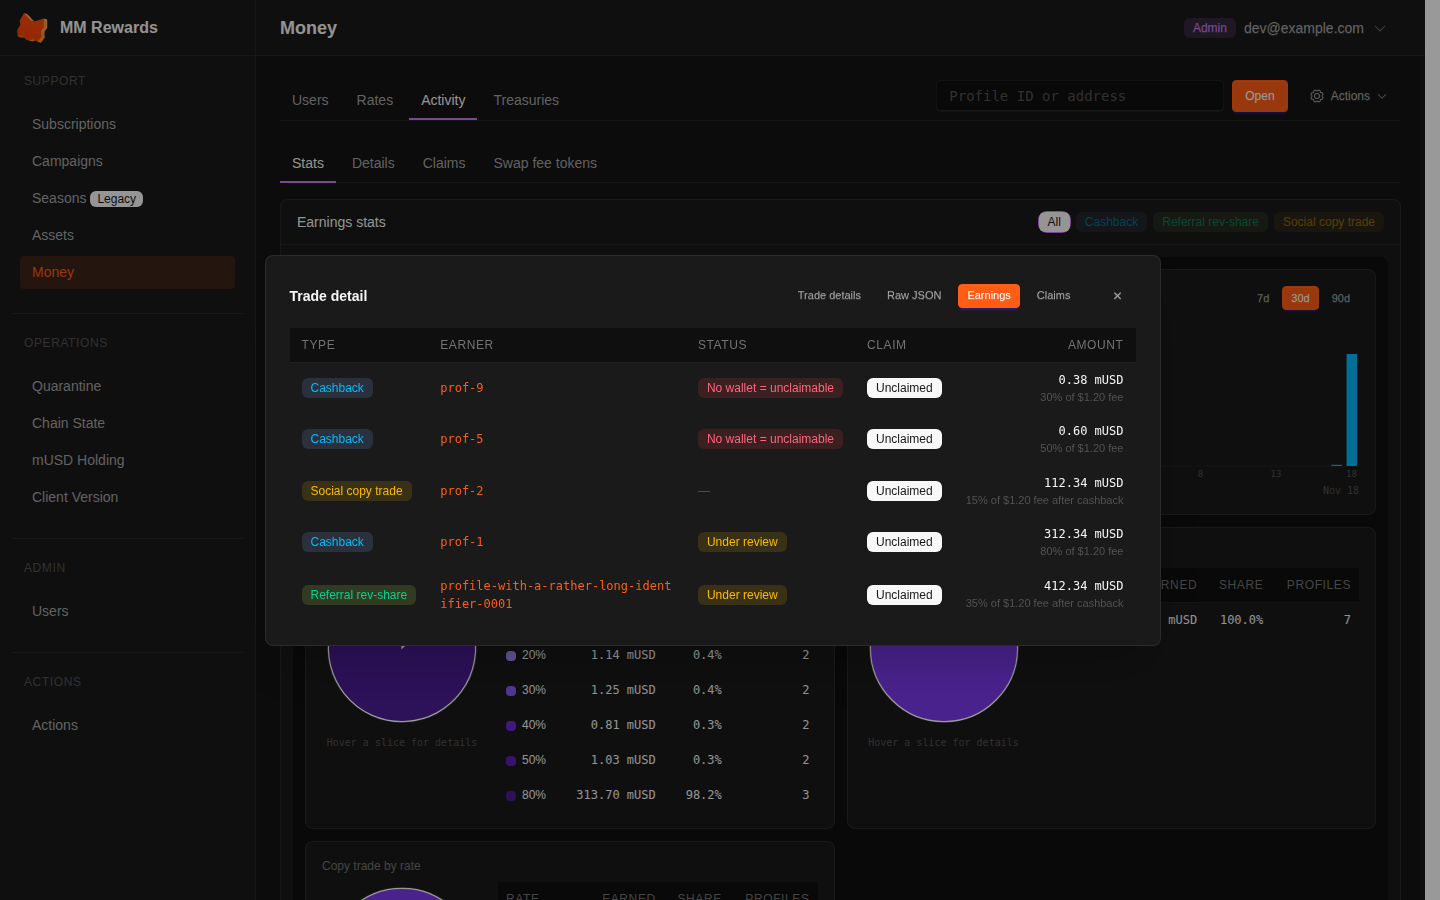 MM Rewards
Money
Admin dev@example.com
SUPPORT
Subscriptions
Campaigns
Seasons Legacy
Assets
Money
OPERATIONS
Quarantine
Chain State
mUSD Holding
Client Version
ADMIN
Users
ACTIONS
Actions
Users Rates Activity Treasuries
Profile ID or address Open Actions
Stats Details Claims Swap fee tokens
Earnings stats All Cashback Referral rev-share Social copy trade
7d 30d 90d
8 13 18
Nov 18
Trade detail Trade details Raw JSON Earnings Claims ×
TYPE EARNER STATUS CLAIM AMOUNT
Cashback prof-9 No wallet = unclaimable Unclaimed 0.38 mUSD
30% of $1.20 fee
Cashback prof-5 No wallet = unclaimable Unclaimed 0.60 mUSD
50% of $1.20 fee
Social copy trade prof-2 — Unclaimed 112.34 mUSD
15% of $1.20 fee after cashback
Cashback prof-1 Under review Unclaimed 312.34 mUSD
80% of $1.20 fee
Referral rev-share profile-with-a-rather-long-ident
ifier-0001 Under review Unclaimed 412.34 mUSD
35% of $1.20 fee after cashback
RNED SHARE PROFILES
mUSD 100.0% 7
20% 1.14 mUSD 0.4% 2
30% 1.25 mUSD 0.4% 2
40% 0.81 mUSD 0.3% 2
50% 1.03 mUSD 0.3% 2
80% 313.70 mUSD 98.2% 3
Hover a slice for details
Hover a slice for details
Copy trade by rate
RATE EARNED SHARE PROFILES